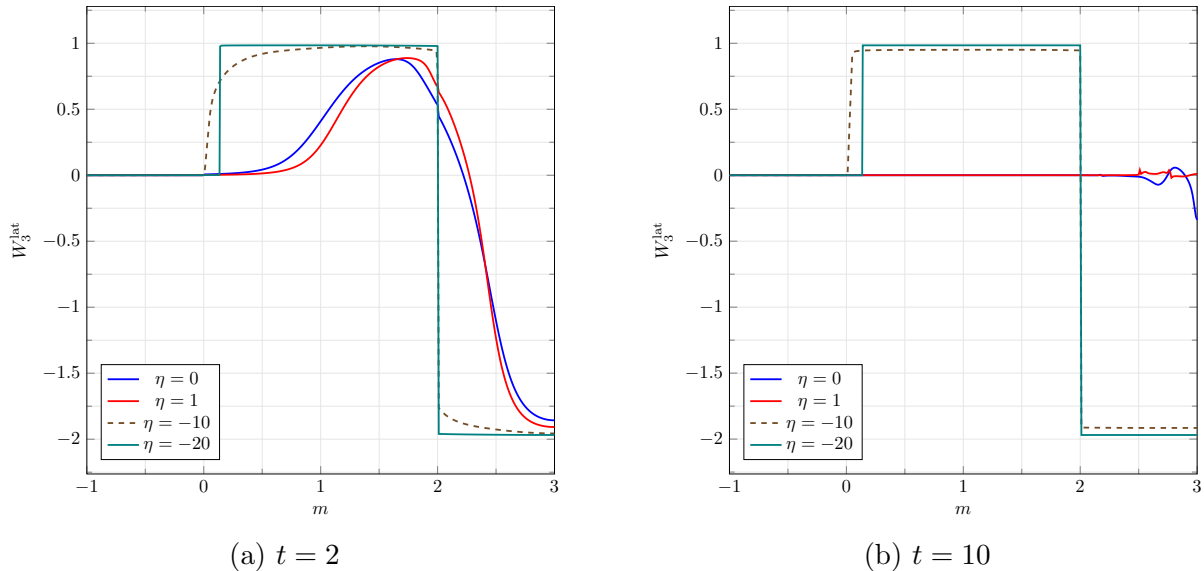 1
0.5
0
−0.5
−1
−1.5
−2
W_3^lat
η = 0
η = 1
η = −10
η = −20
−1 0 1 2 3
m
(a) t = 2
1
0.5
0
−0.5
−1
−1.5
−2
W_3^lat
η = 0
η = 1
η = −10
η = −20
−1 0 1 2 3
m
(b) t = 10